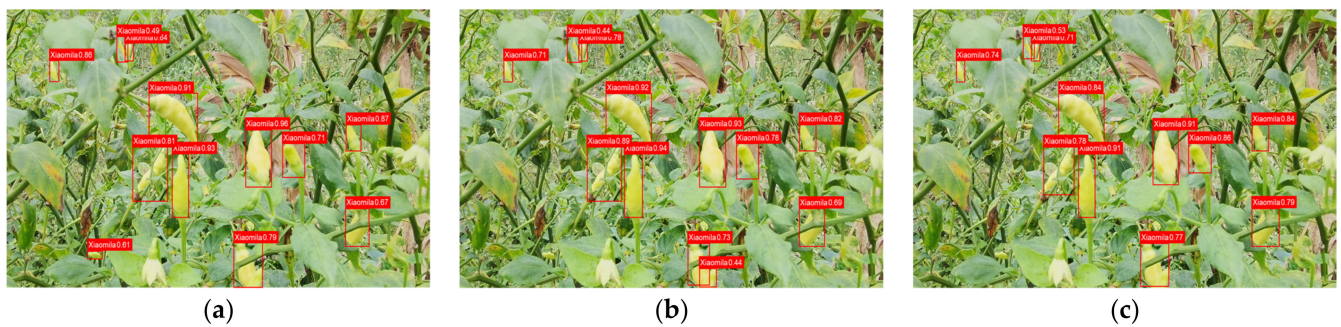 Xiaomila 0.49
Xiaomila 0.64
Xiaomila 0.86
Xiaomila 0.91
Xiaomila 0.87
Xiaomila 0.96
Xiaomila 0.71
Xiaomila 0.81
Xiaomila 0.93
Xiaomila 0.67
Xiaomila 0.61
Xiaomila 0.79
(a)
Xiaomila 0.44
Xiaomila 0.78
Xiaomila 0.71
Xiaomila 0.92
Xiaomila 0.82
Xiaomila 0.93
Xiaomila 0.78
Xiaomila 0.89
Xiaomila 0.94
Xiaomila 0.69
Xiaomila 0.73
Xiaomila 0.44
(b)
Xiaomila 0.53
Xiaomila 0.71
Xiaomila 0.74
Xiaomila 0.84
Xiaomila 0.84
Xiaomila 0.91
Xiaomila 0.86
Xiaomila 0.78
Xiaomila 0.91
Xiaomila 0.79
Xiaomila 0.77
(c)